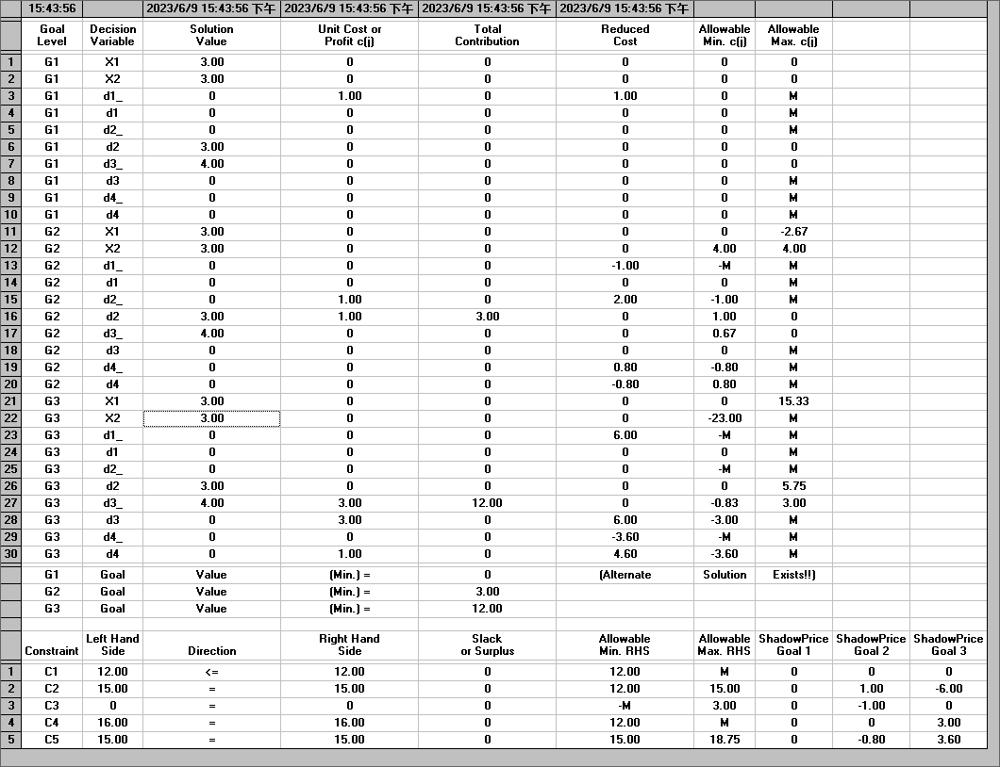 15:43:56 2023/6/9 15:43:56 下午 2023/6/9 15:43:56 下午 2023/6/9 15:43:56 下午 2023/6/9 15:43:56 下午
Goal Decision Solution Unit Cost or Total Reduced Allowable Allowable
Level Variable Value Profit c(j) Contribution Cost Min. c(j) Max. c(j)
1 G1 X1 3.00 0 0 0 0 0
2 G1 X2 3.00 0 0 0 0 0
3 G1 d1_ 0 1.00 0 1.00 0 M
4 G1 d1 0 0 0 0 0 M
5 G1 d2_ 0 0 0 0 0 M
6 G1 d2 3.00 0 0 0 0 0
7 G1 d3_ 4.00 0 0 0 0 0
8 G1 d3 0 0 0 0 0 M
9 G1 d4_ 0 0 0 0 0 M
10 G1 d4 0 0 0 0 0 M
11 G2 X1 3.00 0 0 0 0 -2.67
12 G2 X2 3.00 0 0 0 4.00 4.00
13 G2 d1_ 0 0 0 -1.00 -M M
14 G2 d1 0 0 0 0 0 M
15 G2 d2_ 0 1.00 0 2.00 -1.00 M
16 G2 d2 3.00 1.00 3.00 0 1.00 0
17 G2 d3_ 4.00 0 0 0 0.67 0
18 G2 d3 0 0 0 0 0 M
19 G2 d4_ 0 0 0 0.80 -0.80 M
20 G2 d4 0 0 0 -0.80 0.80 M
21 G3 X1 3.00 0 0 0 0 15.33
22 G3 X2 3.00 0 0 0 -23.00 M
23 G3 d1_ 0 0 0 6.00 -M M
24 G3 d1 0 0 0 0 0 M
25 G3 d2_ 0 0 0 0 -M M
26 G3 d2 3.00 0 0 0 0 5.75
27 G3 d3_ 4.00 3.00 12.00 0 -0.83 3.00
28 G3 d3 0 3.00 0 6.00 -3.00 M
29 G3 d4_ 0 0 0 -3.60 -M M
30 G3 d4 0 1.00 0 4.60 -3.60 M
G1 Goal Value (Min.) = 0 (Alternate Solution Exists!!)
G2 Goal Value (Min.) = 3.00
G3 Goal Value (Min.) = 12.00
Left Hand Right Hand Slack Allowable Allowable ShadowPrice ShadowPrice ShadowPrice
Constraint Side Direction Side or Surplus Min. RHS Max. RHS Goal 1 Goal 2 Goal 3
1 C1 12.00 <= 12.00 0 12.00 M 0 0 0
2 C2 15.00 = 15.00 0 12.00 15.00 0 1.00 -6.00
3 C3 0 = 0 0 -M 3.00 0 -1.00 0
4 C4 16.00 = 16.00 0 12.00 M 0 0 3.00
5 C5 15.00 = 15.00 0 15.00 18.75 0 -0.80 3.60